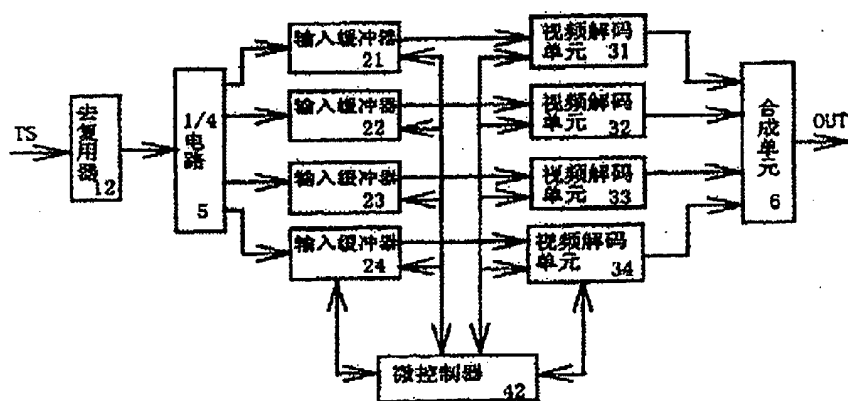 TS
去复用器
12
1/4
电路
5
输入缓冲器
21
输入缓冲器
22
输入缓冲器
23
输入缓冲器
24
视频解码
单元 31
视频解码
单元 32
视频解码
单元 33
视频解码
单元 34
合成单元
6
OUT
微控制器
42